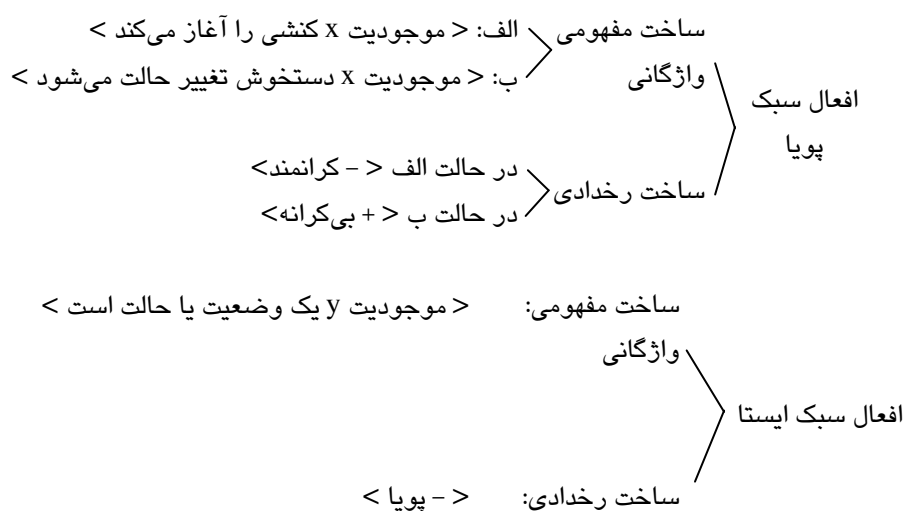 ساخت مفهومی الف: < موجودیت x کنشی را آغاز می‌کند >
واژگانی ب: < موجودیت x دستخوش تغییر حالت می‌شود >
افعال سبک
پویا
در حالت الف < – کرانمند>
ساخت رخدادی
در حالت ب < + بی‌کرانه>
ساخت مفهومی: < موجودیت y یک وضعیت یا حالت است >
واژگانی
افعال سبک ایستا
ساخت رخدادی: < – پویا >